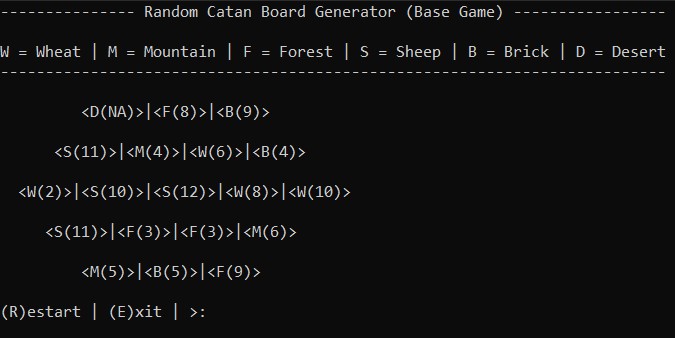 --------------- Random Catan Board Generator (Base Game) -----------------
W = Wheat | M = Mountain | F = Forest | S = Sheep | B = Brick | D = Desert
--------------------------------------------------------------------------
<D(NA)>|<F(8)>|<B(9)>
<S(11)>|<M(4)>|<W(6)>|<B(4)>
<W(2)>|<S(10)>|<S(12)>|<W(8)>|<W(10)>
<S(11)>|<F(3)>|<F(3)>|<M(6)>
<M(5)>|<B(5)>|<F(9)>
(R)estart | (E)xit | >: